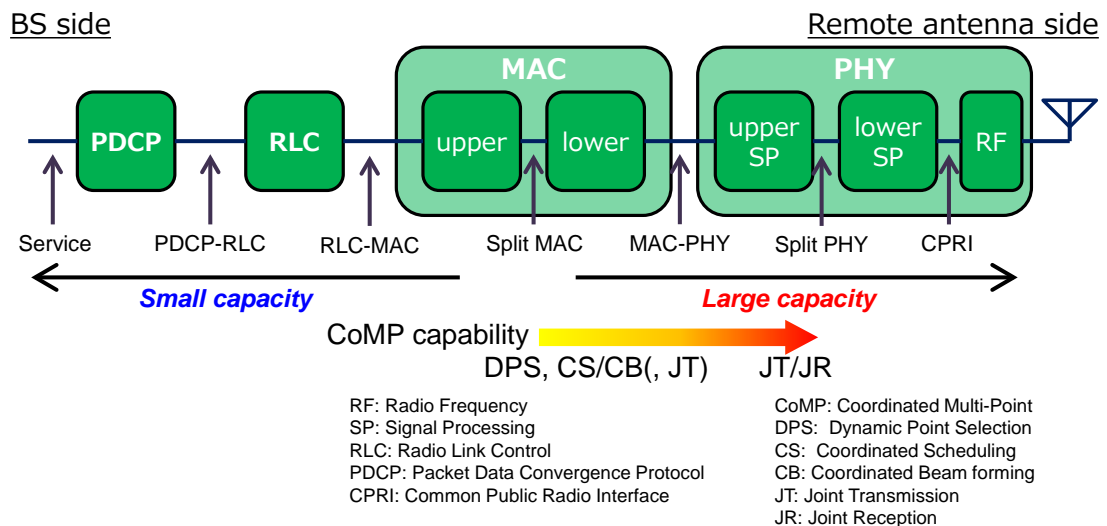 BS side
Remote antenna side
MAC
PHY
PDCP
RLC
upper
lower
upper
SP
lower
SP
RF
Service
PDCP-RLC
RLC-MAC
Split MAC
MAC-PHY
Split PHY
CPRI
Small capacity
Large capacity
CoMP capability
DPS, CS/CB(, JT)
JT/JR
RF: Radio Frequency
SP: Signal Processing
RLC: Radio Link Control
PDCP: Packet Data Convergence Protocol
CPRI: Common Public Radio Interface
CoMP: Coordinated Multi-Point
DPS: Dynamic Point Selection
CS: Coordinated Scheduling
CB: Coordinated Beam forming
JT: Joint Transmission
JR: Joint Reception